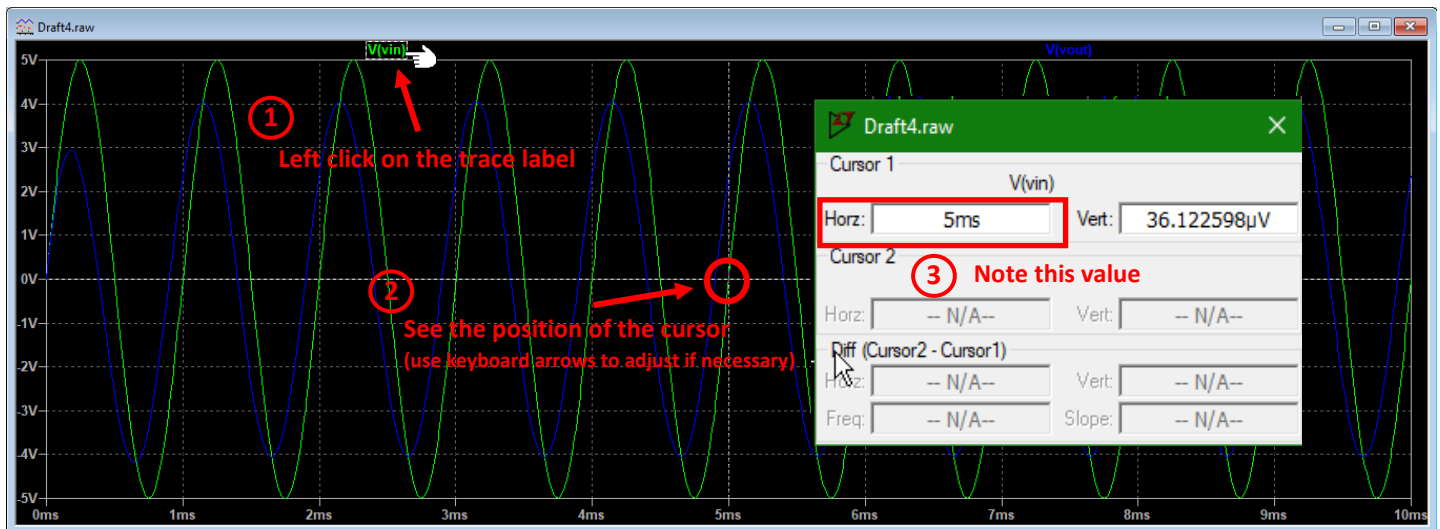 Draft4.raw
V(vin)
V(vout)
5V
4V
3V
2V
1V
0V
-1V
-2V
-3V
-4V
-5V
0ms 1ms 2ms 3ms 4ms 5ms 6ms 7ms 8ms 9ms 10ms
1
Left click on the trace label
2
See the position of the cursor
(use keyboard arrows to adjust if necessary)
Draft4.raw
Cursor 1
V(vin)
Horz: 5ms Vert: 36.122598µV
Cursor 2
3 Note this value
Horz: -- N/A-- Vert: -- N/A--
Diff (Cursor2 - Cursor1)
Horz: -- N/A-- Vert: -- N/A--
Freq: -- N/A-- Slope: -- N/A--